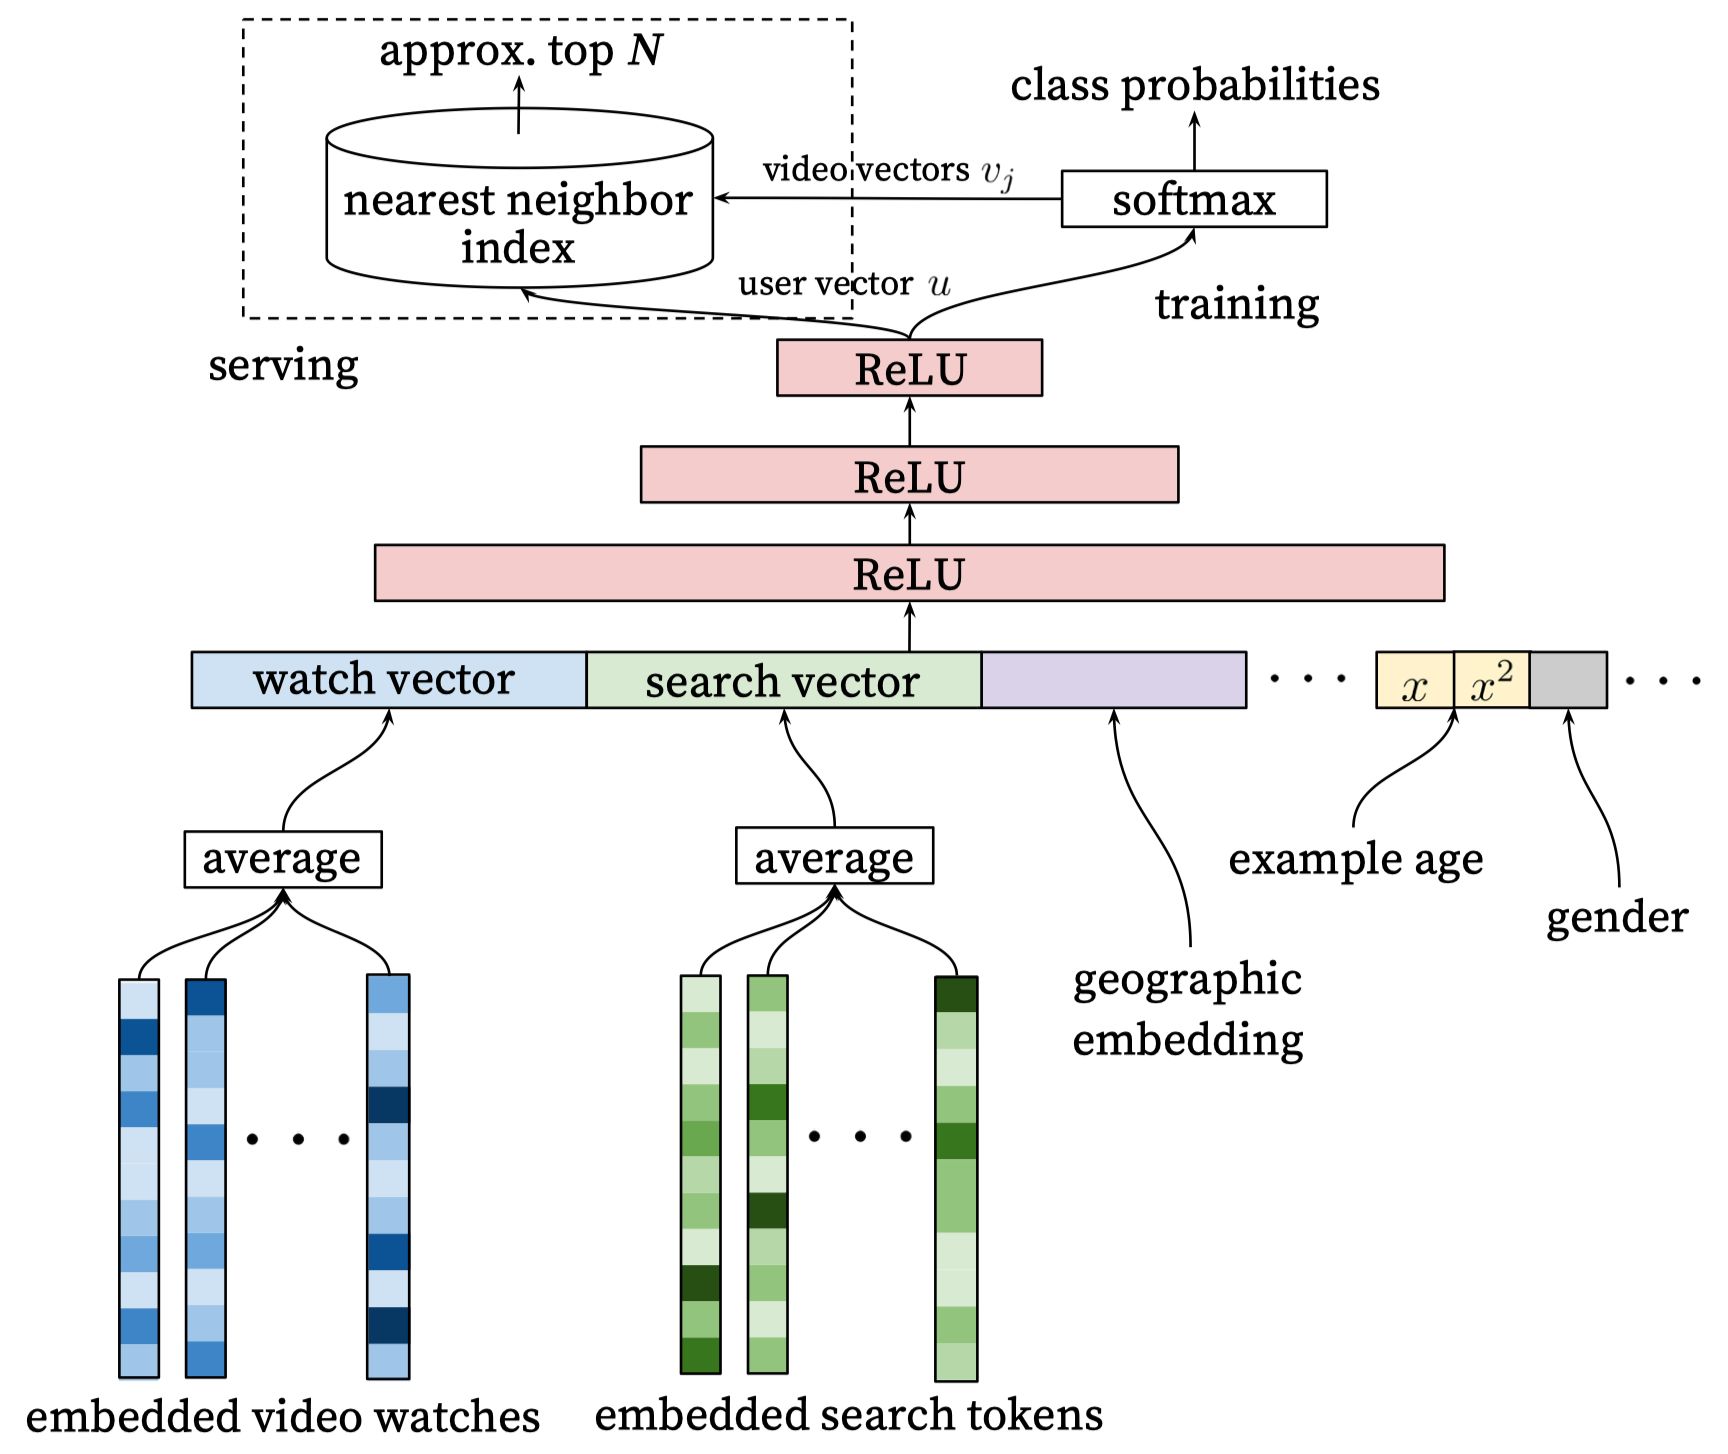 approx. top N
class probabilities
video vectors v_j
softmax
nearest neighbor
index
user vector u
training
serving
ReLU
ReLU
ReLU
watch vector
search vector
. . .
x
x²
. . .
average
average
example age
gender
geographic
embedding
. . .
. . .
embedded video watches
embedded search tokens